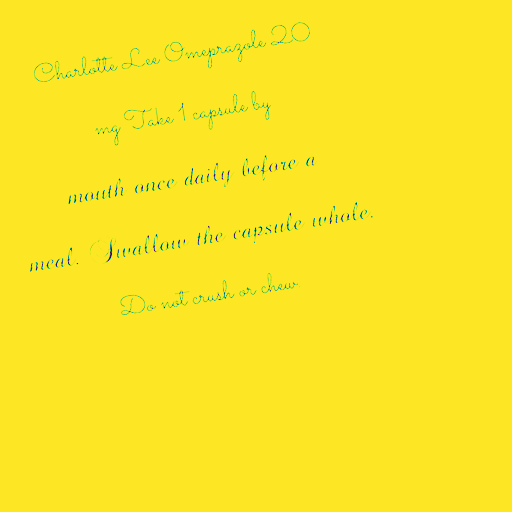 Charlotte Lee Omeprazole 20
mg Take 1 capsule by
mouth once daily before a
meal. Swallow the capsule whole.
Do not crush or chew